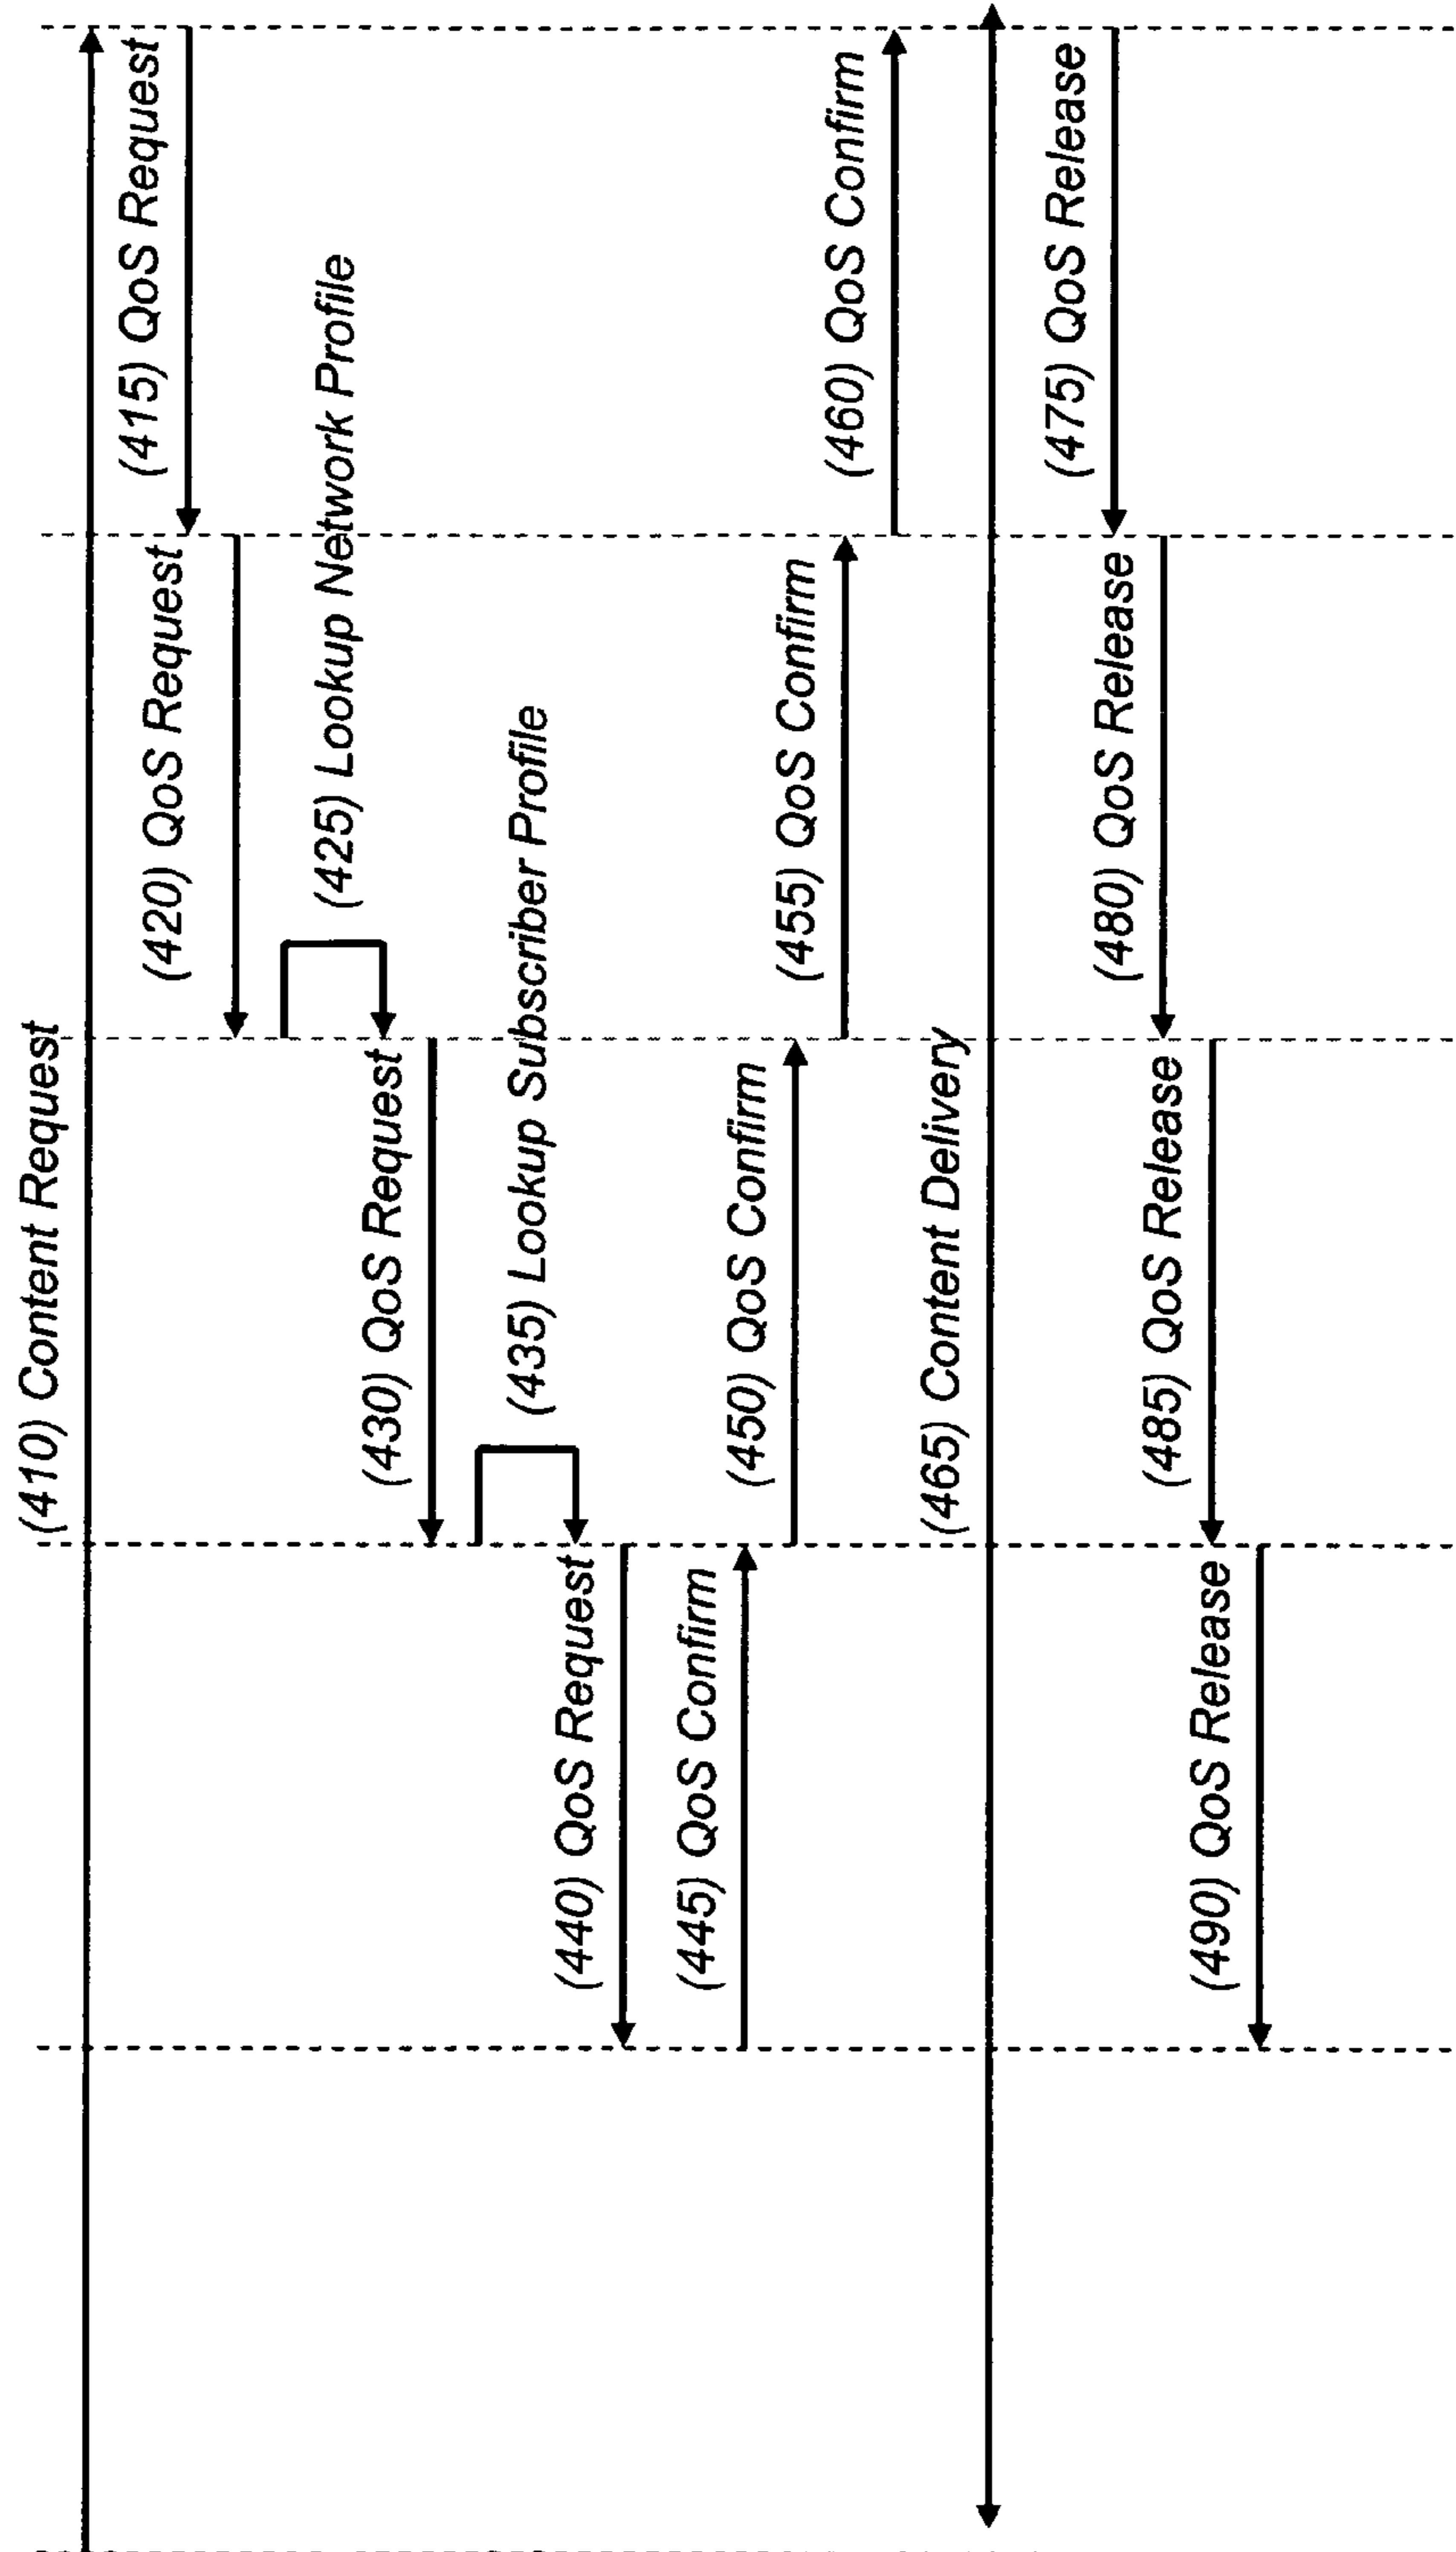 (410) Content Request
(415) QoS Request
(420) QoS Request
(425) Lookup Network Profile
(430) QoS Request
(435) Lookup Subscriber Profile
(440) QoS Request
(445) QoS Confirm
(450) QoS Confirm
(455) QoS Confirm
(460) QoS Confirm
(465) Content Delivery
(475) QoS Release
(480) QoS Release
(485) QoS Release
(490) QoS Release